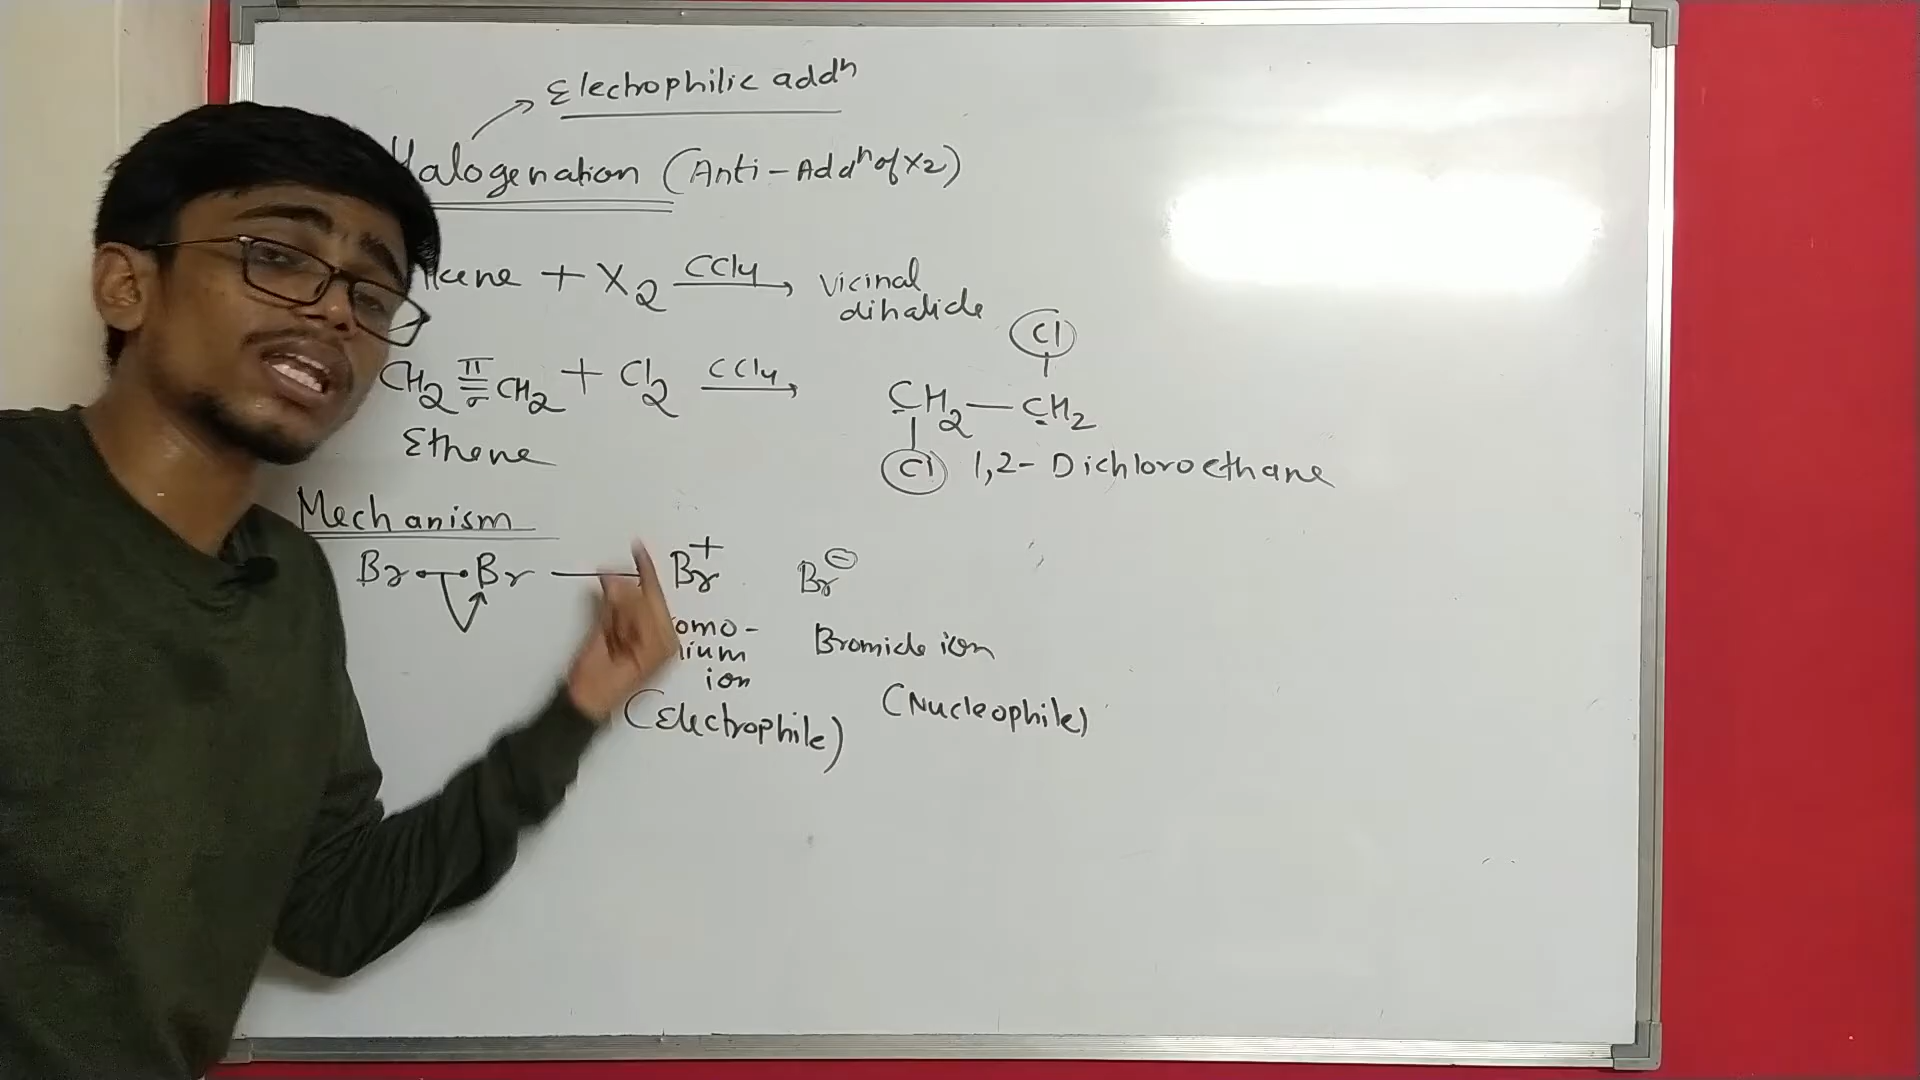 Electrophilic addⁿ
Halogenation (Anti-Addⁿ of X2)
kene + X2 CCl4 → Vicinal dihalide
CH2 π σ CH2 + Cl2 CCl4 → CH2 — CH2
Cl
Cl
Ethene
1,2-Dichloroethane
Mechanism
Br — Br → Br+ Br⊖
omo-
nium
ion
Bromide ion
(Electrophile)
(Nucleophile)